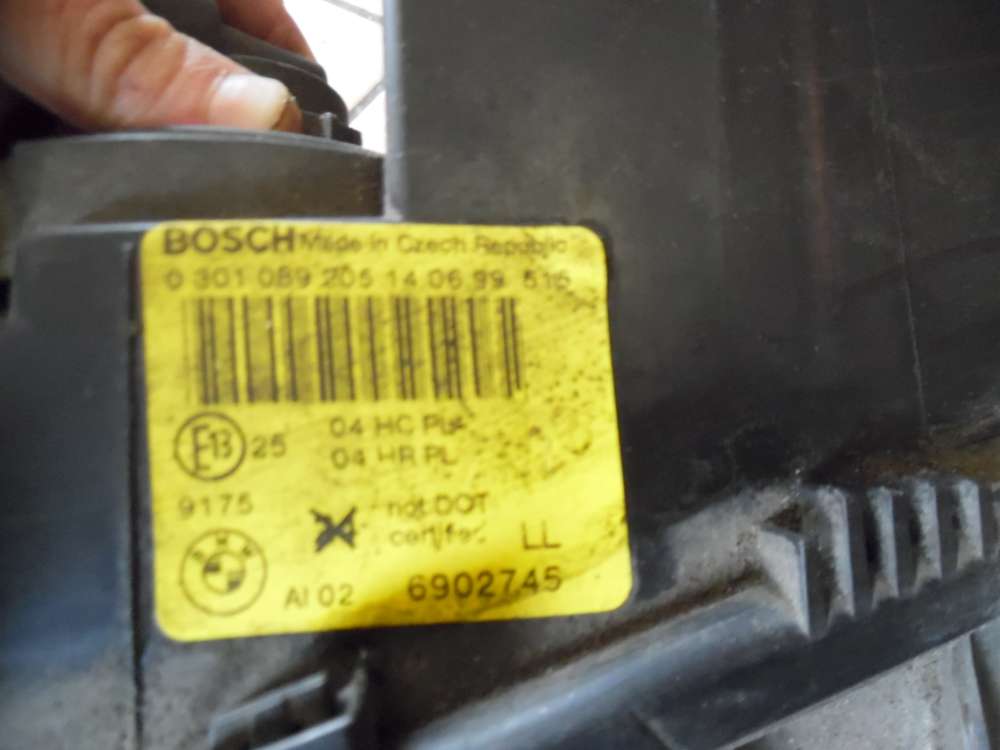 BOSCH Made in Czech Republic
0 301 089 205 14 06 99 516
E13 25
04 HC PL
04 HR PL
9175
not DOT
LL
BMW
AI 02
6902745